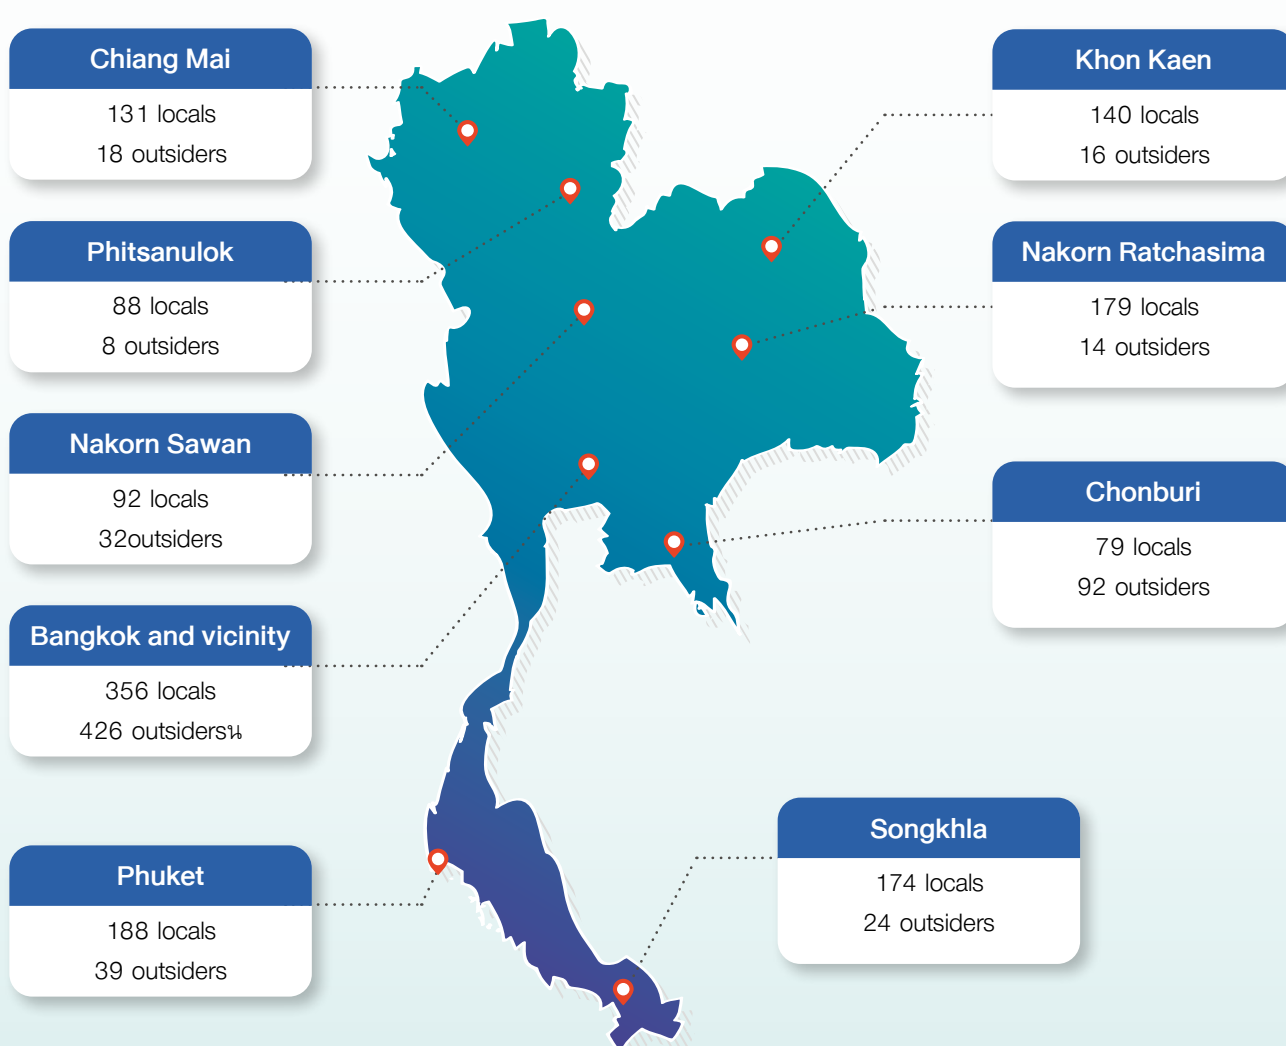 Chiang Mai
131 locals
18 outsiders
Phitsanulok
88 locals
8 outsiders
Nakorn Sawan
92 locals
32outsiders
Bangkok and vicinity
356 locals
426 outsidersน
Phuket
188 locals
39 outsiders
Khon Kaen
140 locals
16 outsiders
Nakorn Ratchasima
179 locals
14 outsiders
Chonburi
79 locals
92 outsiders
Songkhla
174 locals
24 outsiders